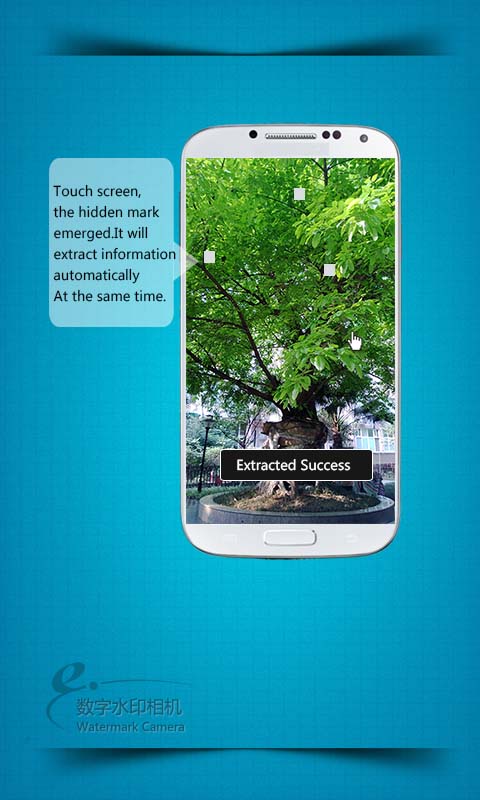 Touch screen,
the hidden mark
emerged.It will
extract information
automatically
At the same time.
Extracted Success
数字水印相机
Watermark Camera